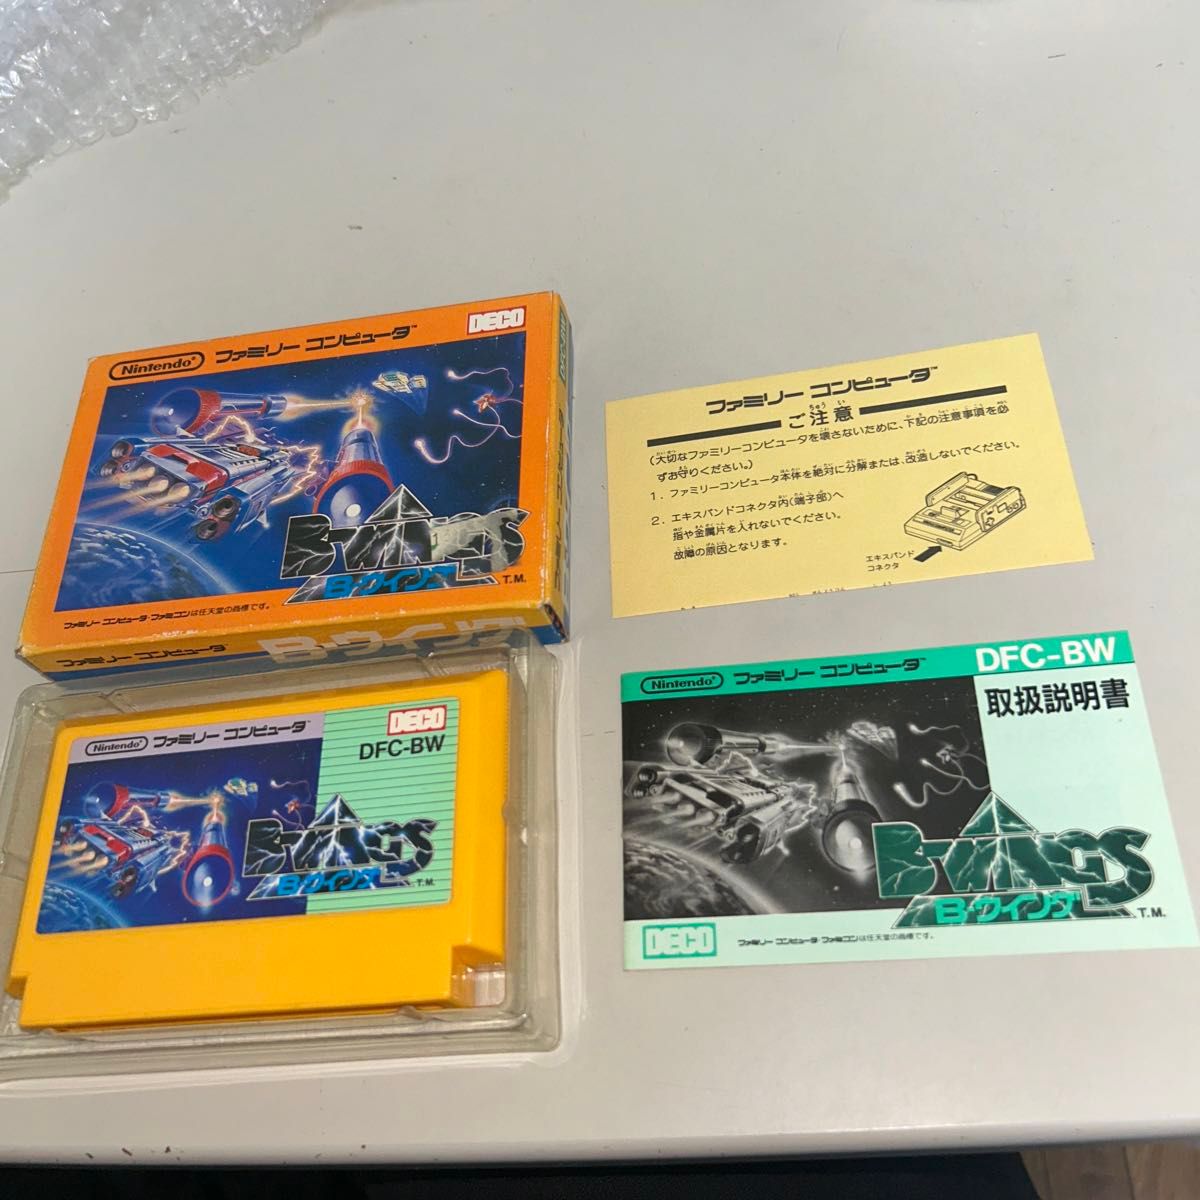 Nintendo®
ファミリー コンピュータ™
DECO
B-WINGS
B-ウイング
T.M.
ファミリー コンピュータ・ファミコンは任天堂の商標です。
ファミリー コンピュータ™
B-ウイング
Nintendo®
ファミリー コンピュータ™
DECO
DFC-BW
B-WINGS
B-ウイング
T.M.
ファミリー コンピュータ™
ご注意
(大切なファミリーコンピュータを壊さないために、下記の注意事項を必
ずお守りください。)
1. ファミリーコンピュータ本体を絶対に分解または、改造しないでください。
2. エキスパンドコネクタ内(端子部)へ
指や金属片を入れないでください。
故障の原因となります。
エキスパンド
コネクタ
Nintendo®
ファミリー コンピュータ™
DFC-BW
取扱説明書
B-WINGS
B-ウイング
T.M.
DECO
ファミリー コンピュータ・ファミコンは任天堂の商標です。